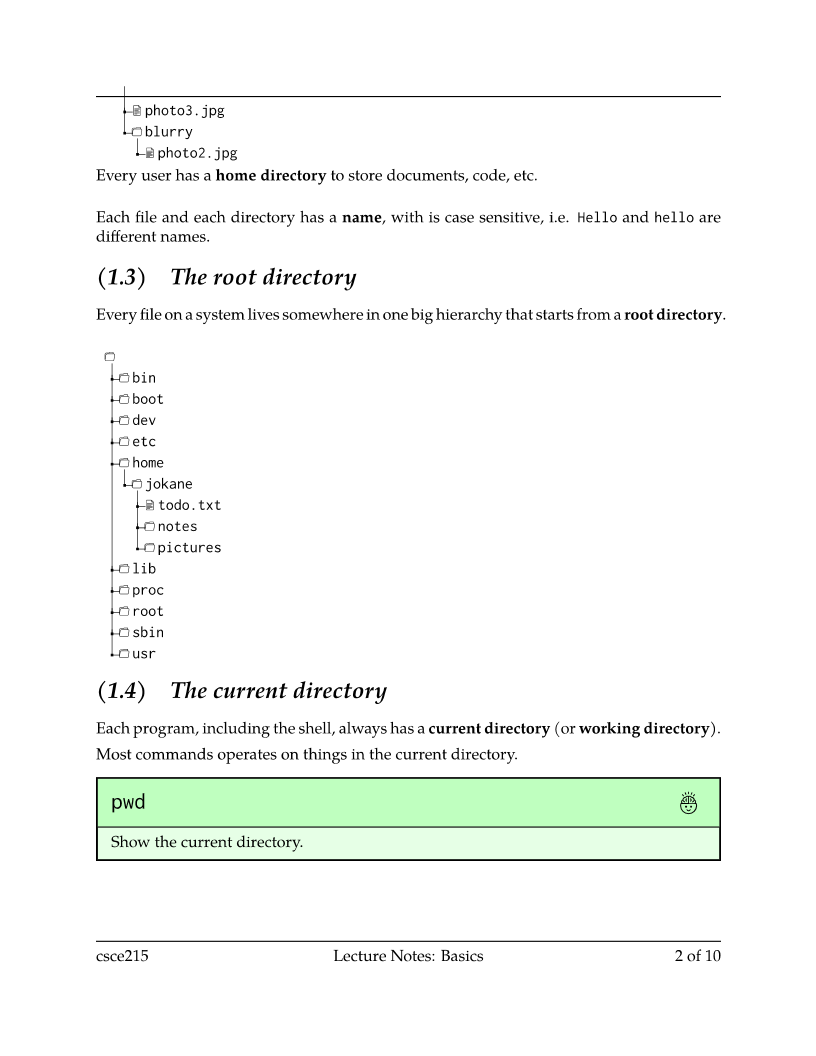 photo3.jpg
blurry
photo2.jpg
Every user has a home directory to store documents, code, etc.
Each file and each directory has a name, with is case sensitive, i.e. Hello and hello are
different names.
(1.3) The root directory
Every file on a system lives somewhere in one big hierarchy that starts from a root directory.
bin
boot
dev
etc
home
jokane
todo.txt
notes
pictures
lib
proc
root
sbin
usr
(1.4) The current directory
Each program, including the shell, always has a current directory (or working directory).
Most commands operates on things in the current directory.
pwd
Show the current directory.
csce215 Lecture Notes: Basics 2 of 10